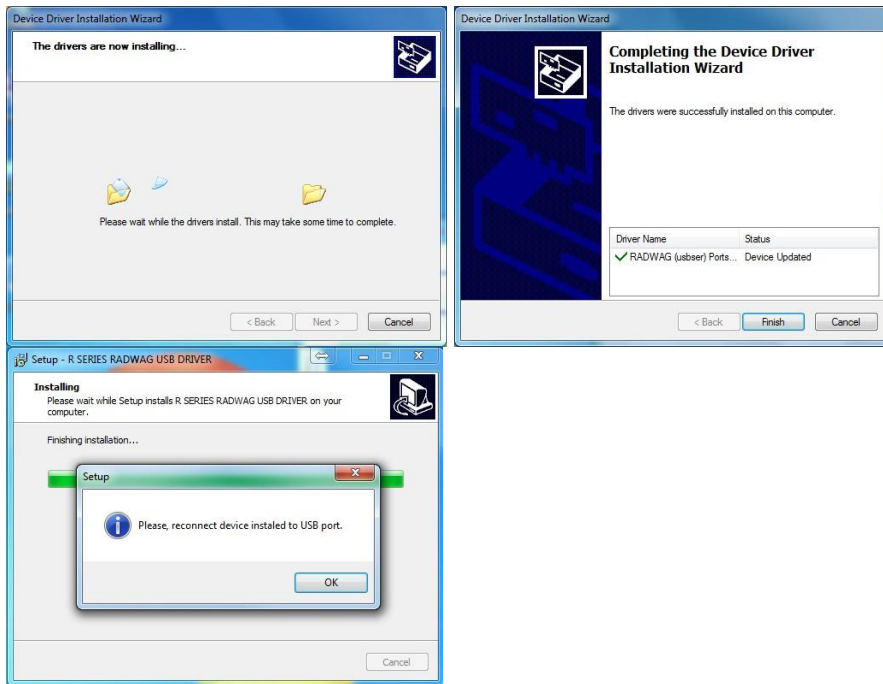 Device Driver Installation Wizard
The drivers are now installing...
Please wait while the drivers install. This may take some time to complete.
< Back
Next >
Cancel
Device Driver Installation Wizard
Completing the Device Driver
Installation Wizard
The drivers were successfully installed on this computer.
Driver Name Status
RADWAG (usbser) Ports... Device Updated
< Back
Finish
Cancel
Setup - R SERIES RADWAG USB DRIVER
Installing
Please wait while Setup installs R SERIES RADWAG USB DRIVER on your
computer.
Finishing installation...
Setup
Please, reconnect device instaled to USB port.
OK
Cancel